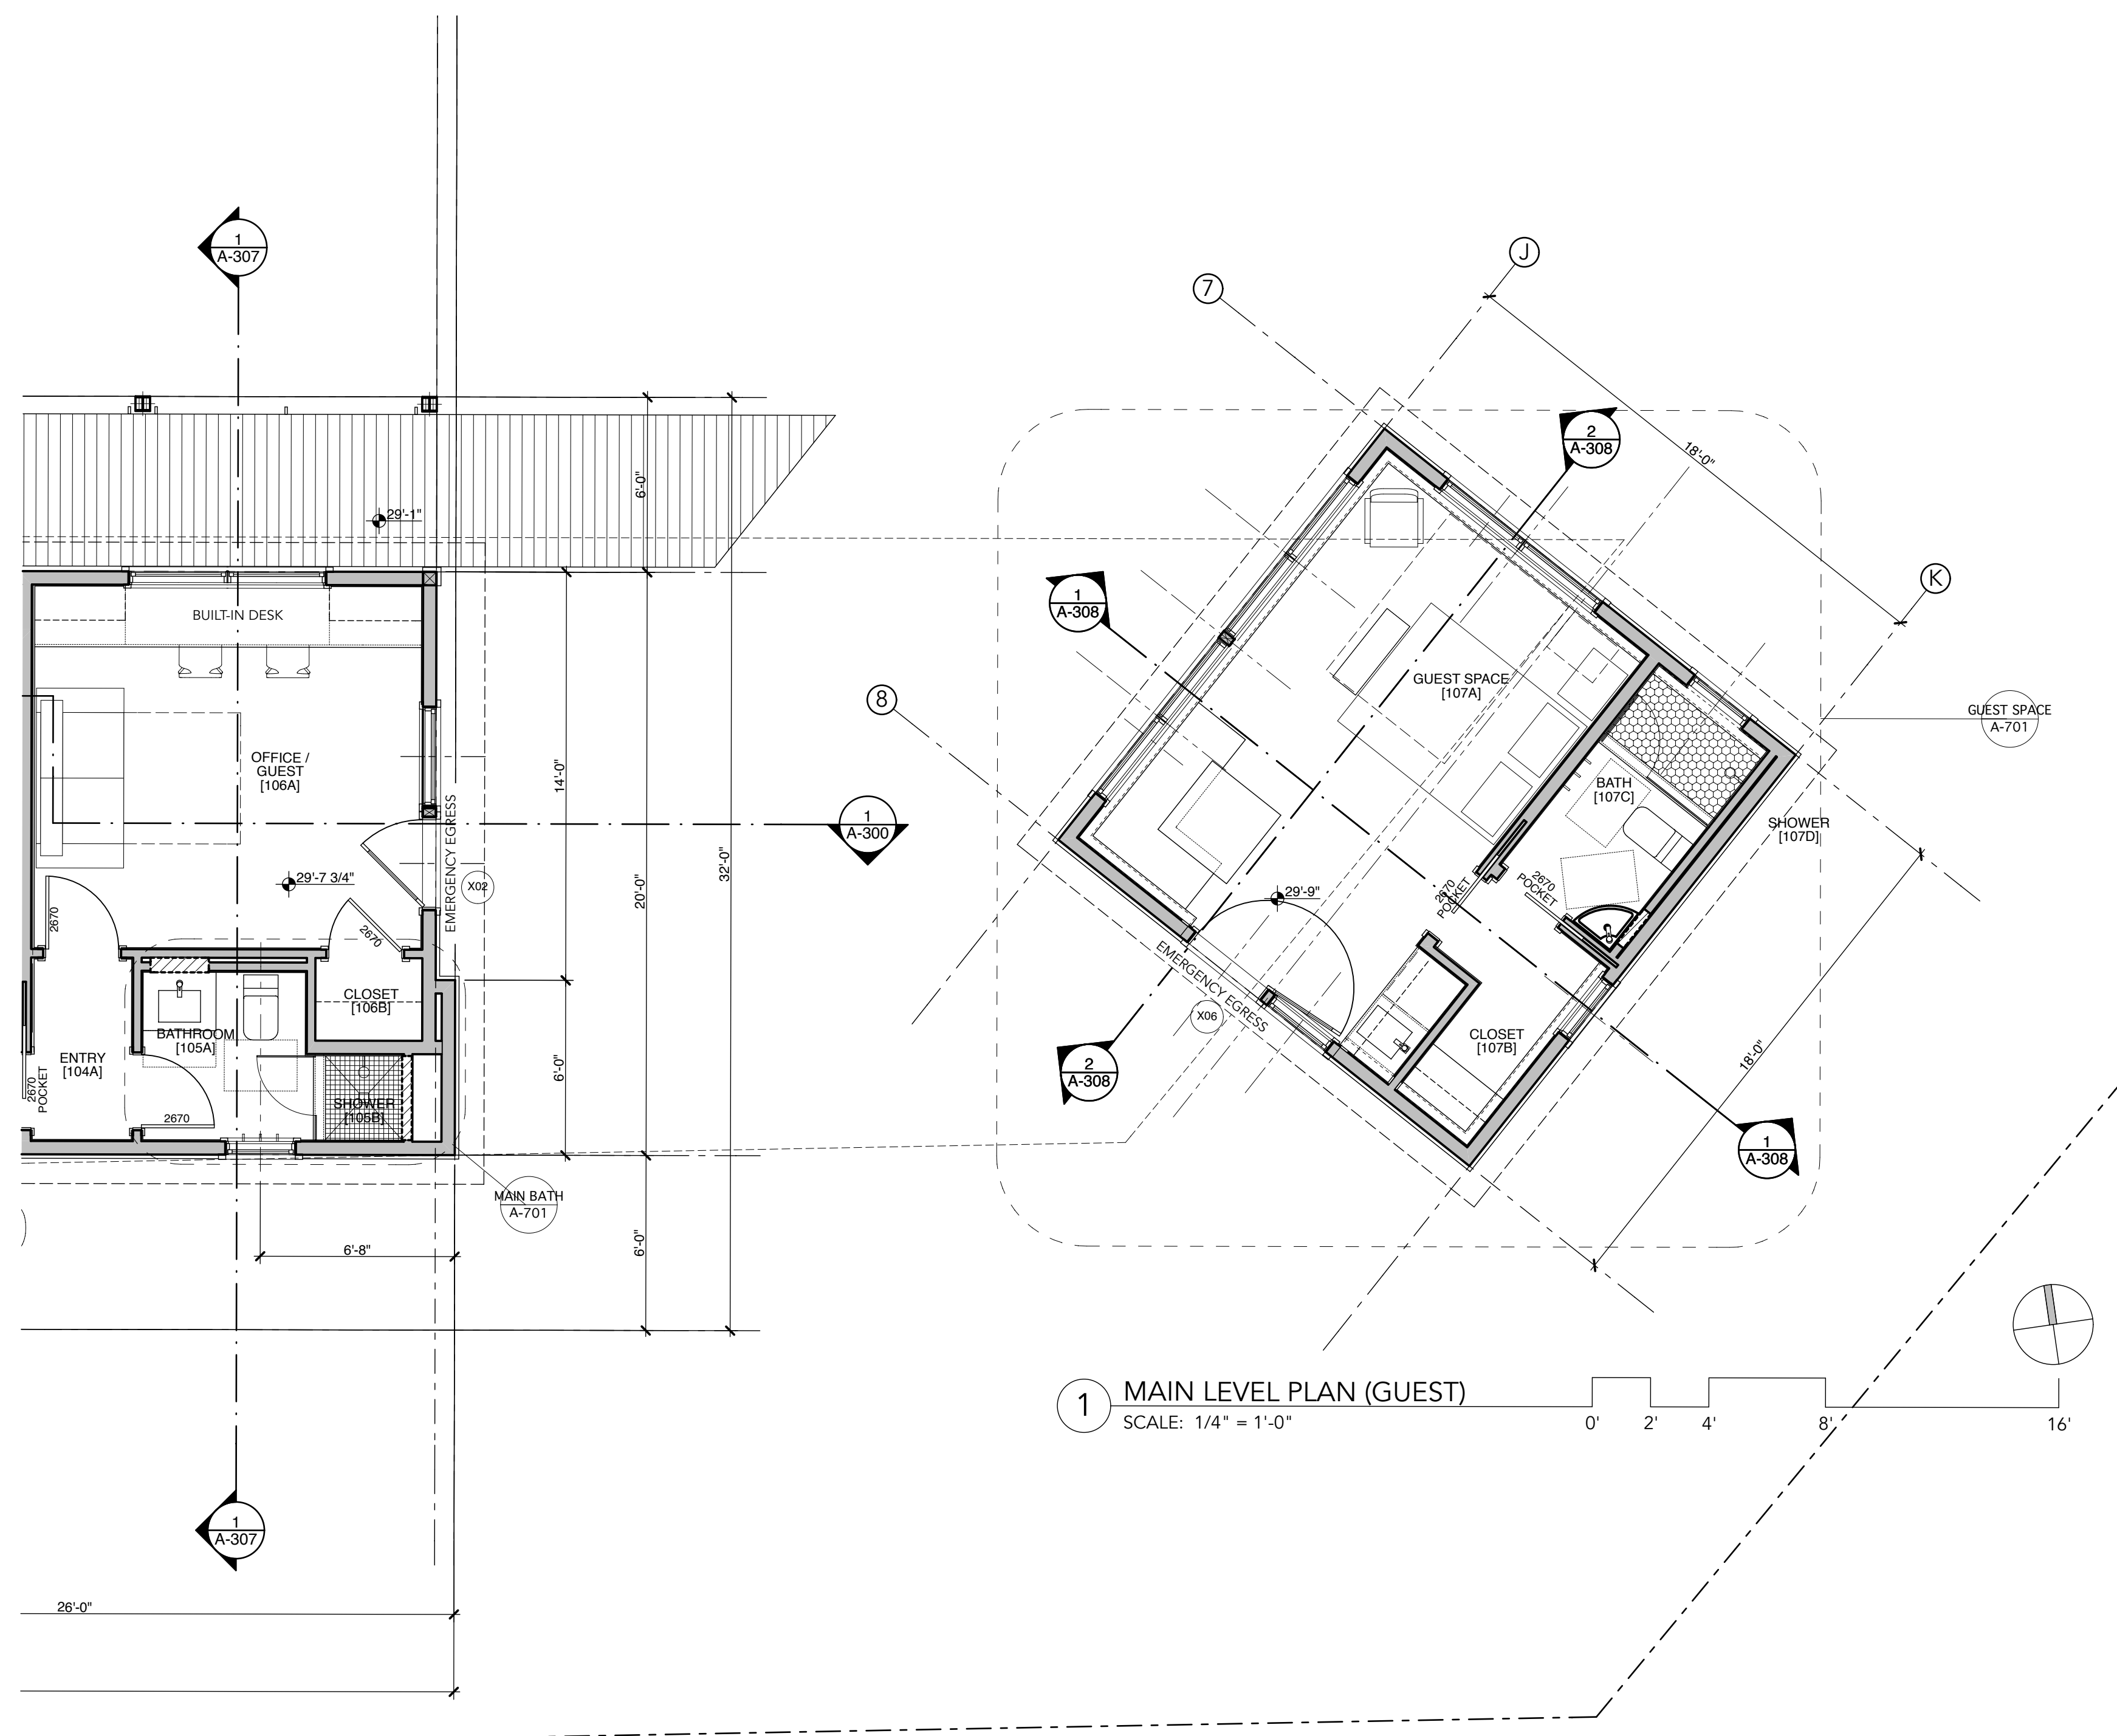 1
A-307
J
7
2
A-308
18'-0"
6'-0"
29'-1"
K
1
A-308
BUILT-IN DESK
GUEST SPACE
[107A]
8
GUEST SPACE
A-701
OFFICE /
GUEST
[106A]
14'-0"
BATH
[107C]
EMERGENCY EGRESS
1
A-300
SHOWER
[107D]
32'-0"
20'-0"
29'-7 3/4"
X02
29'-9"
2670
POCKET
2670
POCKET
2670
2670
EMERGENCY EGRESS
X06
CLOSET
[106B]
BATHROOM
[105A]
ENTRY
[104A]
2670
POCKET
2670
SHOWER
[105B]
6'-0"
CLOSET
[107B]
18'-0"
2
A-308
1
A-308
MAIN BATH
A-701
6'-8"
6'-0"
1
MAIN LEVEL PLAN (GUEST)
SCALE: 1/4" = 1'-0"
0' 2' 4' 8' 16'
1
A-307
26'-0"